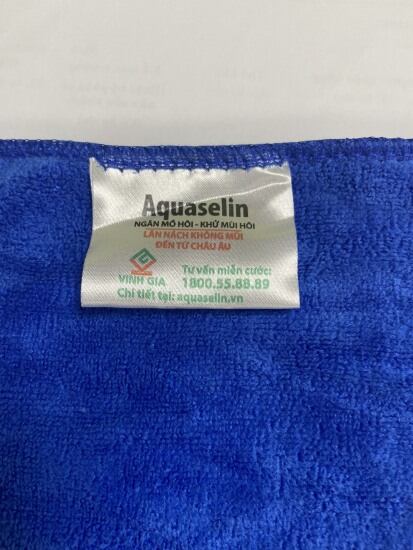 Aquaselin
NGĂN MỒ HÔI - KHỬ MÙI HÔI
LĂN NÁCH KHÔNG MÙI
ĐẾN TỪ CHÂU ÂU
Tư vấn miễn cước:
VINH GIA 1800.55.88.89
Chi tiết tại: aquaselin.vn